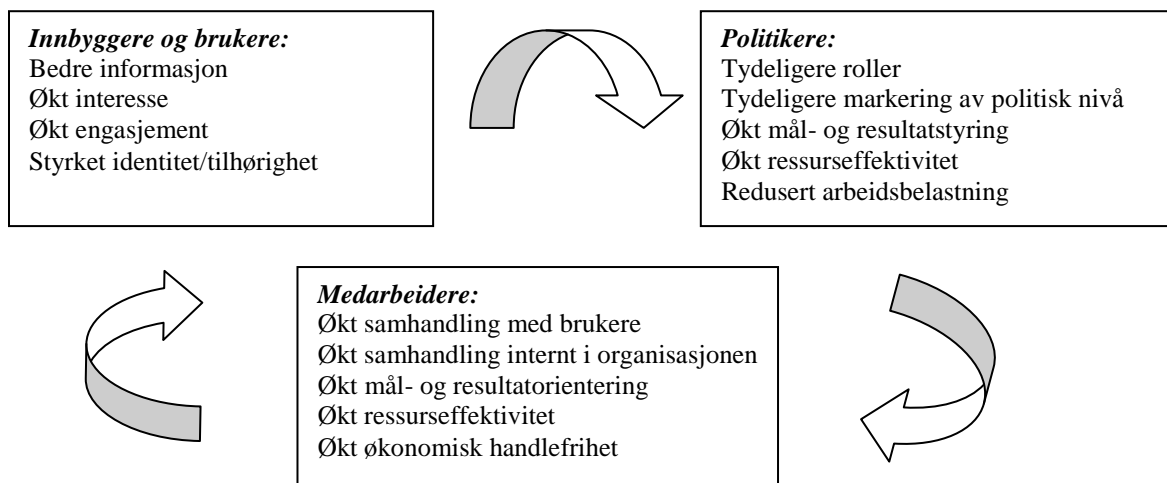 Innbyggere og brukere:
Bedre informasjon
Økt interesse
Økt engasjement
Styrket identitet/tilhørighet
Politikere:
Tydeligere roller
Tydeligere markering av politisk nivå
Økt mål- og resultatstyring
Økt ressurseffektivitet
Redusert arbeidsbelastning
Medarbeidere:
Økt samhandling med brukere
Økt samhandling internt i organisasjonen
Økt mål- og resultatorientering
Økt ressurseffektivitet
Økt økonomisk handlefrihet